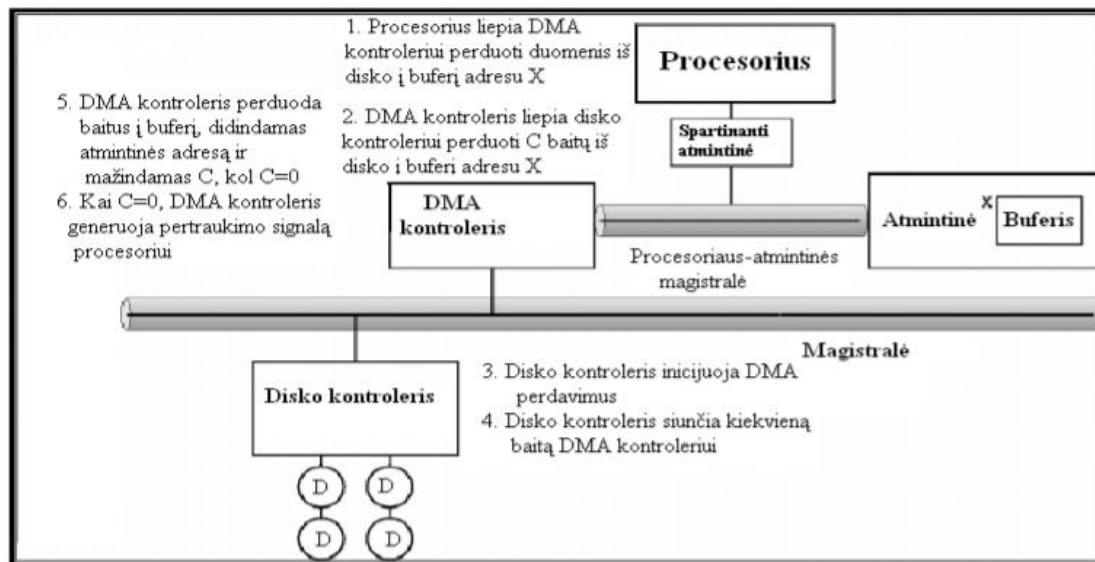 1. Procesorius liepia DMA
kontroleriui perduoti duomenis iš
disko į buferį adresu X
2. DMA kontroleris liepia disko
kontroleriui perduoti C baitų iš
disko į buferi adresu X
5. DMA kontroleris perduoda
baitus į buferį, didindamas
atmintinės adresą ir
mažindamas C, kol C=0
6. Kai C=0, DMA kontroleris
generuoja pertraukimo signalą
procesoriui
Procesorius
Spartinanti
atmintinė
DMA
kontroleris
Procesoriaus-atmintinės
magistralė
Atmintinė
x
Buferis
Magistralė
Disko kontroleris
3. Disko kontroleris inicijuoja DMA
perdavimus
4. Disko kontroleris siunčia kiekvieną
baitą DMA kontroleriui
D D
D D